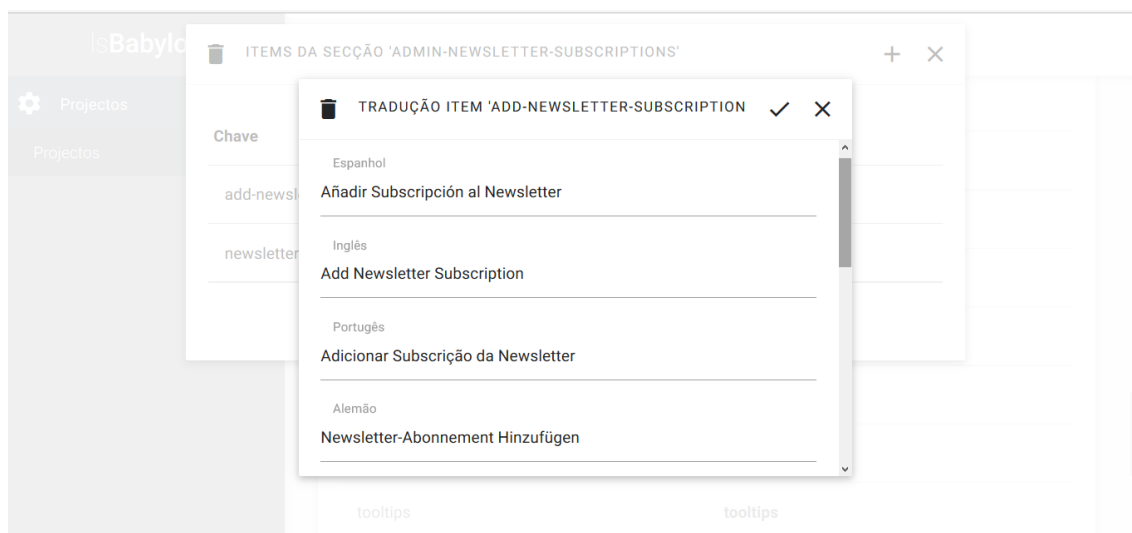 IsBabylo
ITEMS DA SECÇÃO 'ADMIN-NEWSLETTER-SUBSCRIPTIONS'
TRADUÇÃO ITEM 'ADD-NEWSLETTER-SUBSCRIPTION
Projectos
Projectos
Chave
add-newsl
newsletter
Espanhol
Añadir Subscripción al Newsletter
Inglês
Add Newsletter Subscription
Portugês
Adicionar Subscrição da Newsletter
Alemão
Newsletter-Abonnement Hinzufügen
tooltips tooltips